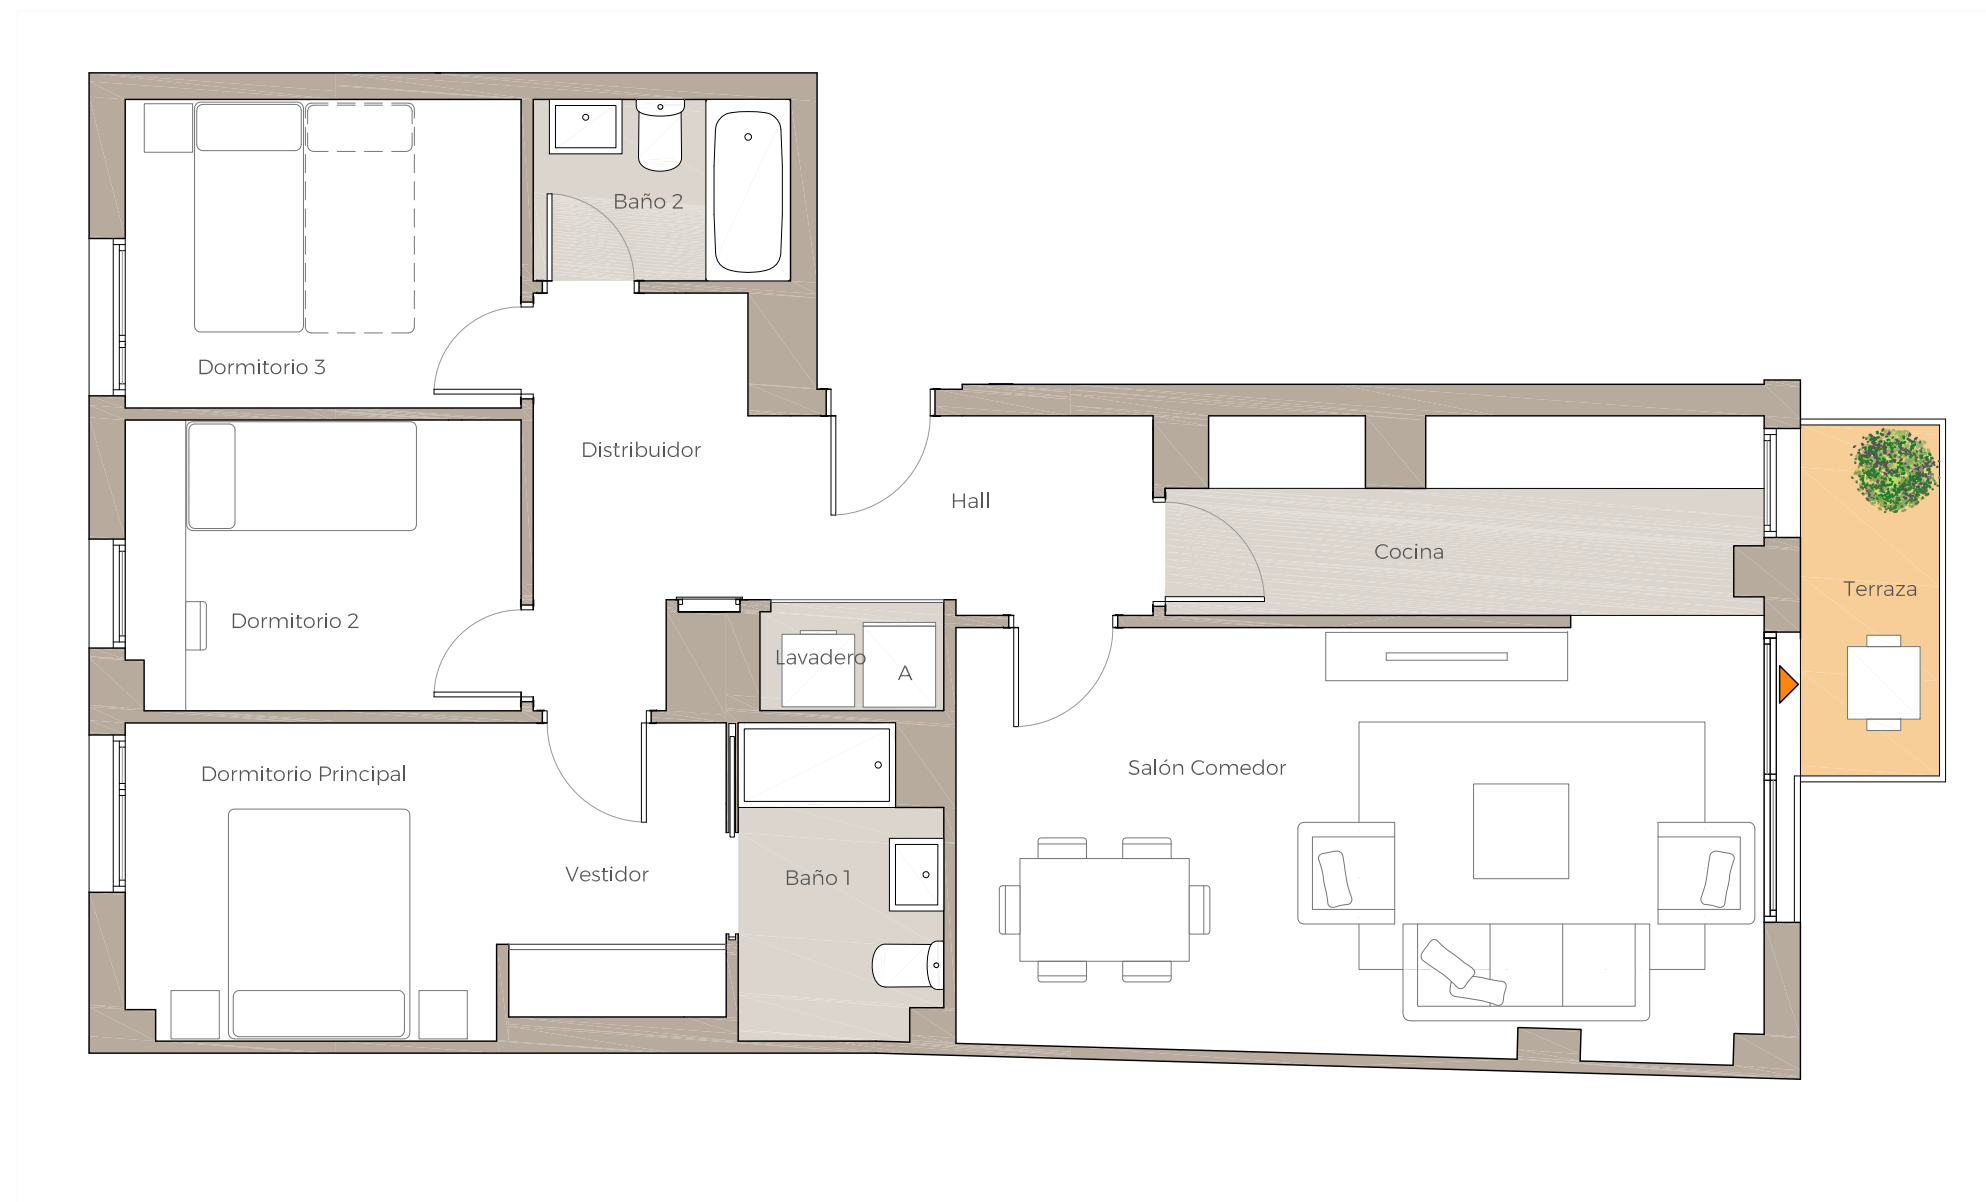 Baño 2
Dormitorio 3
Distribuidor
Hall
Cocina
Terraza
Dormitorio 2
Lavadero
A
Salón Comedor
Dormitorio Principal
Vestidor
Baño 1